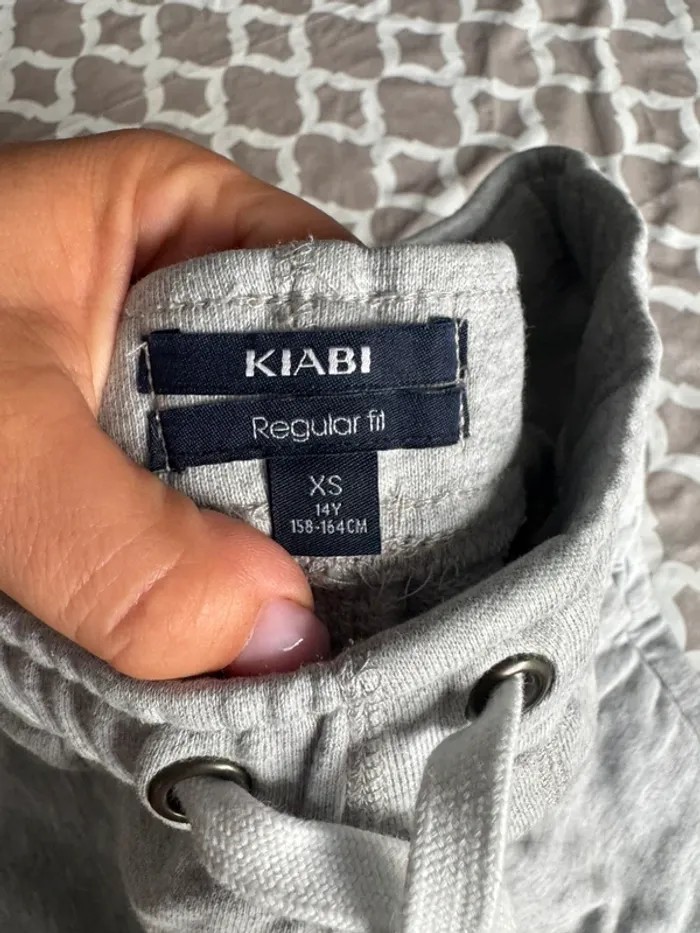 KIABI
Regular fit
XS
14Y
158-164CM